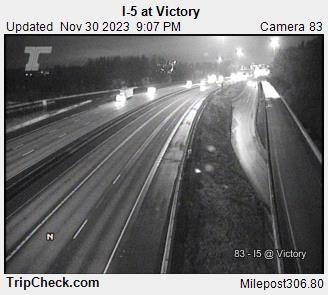 I-5 at Victory
Updated Nov 30 2023 9:07 PM Camera 83
T
N
83 - I5 @ Victory
TripCheck.com Milepost306.80